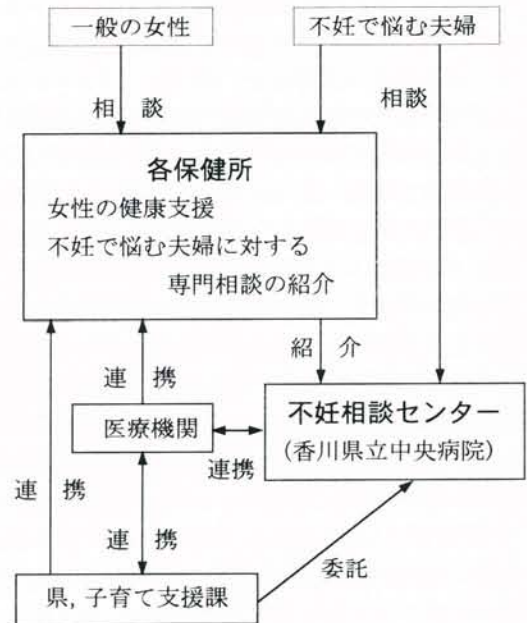 一般の女性
不妊で悩む夫婦
相談
相談
各保健所
女性の健康支援
不妊で悩む夫婦に対する
専門相談の紹介
紹介
連携
不妊相談センター
(香川県立中央病院)
医療機関
連携
連携
連携
委託
県,子育て支援課